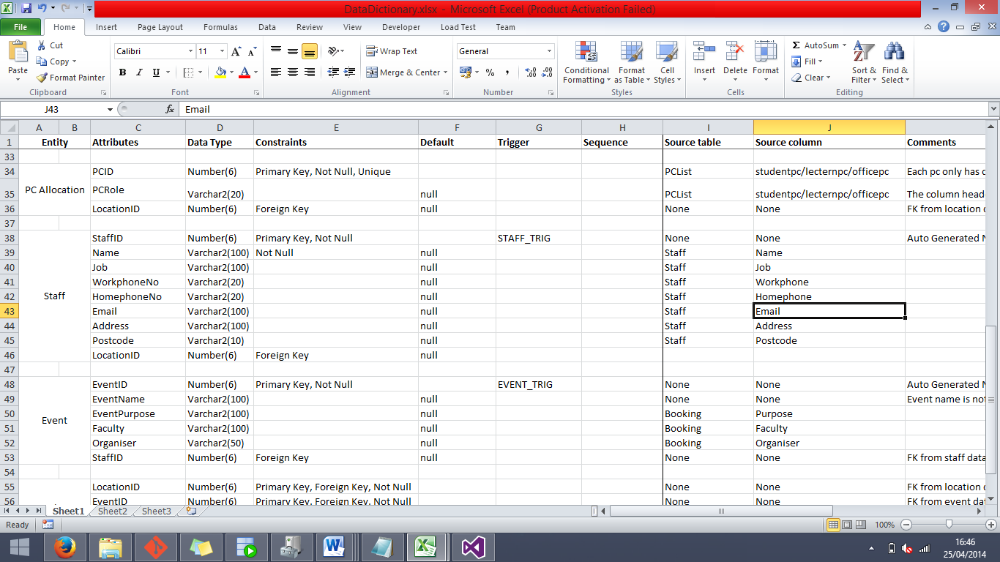 DataDictionary.xlsx - Microsoft Excel (Product Activation Failed)
File Home Insert Page Layout Formulas Data Review View Developer Load Test Team
Paste Cut Copy Format Painter Clipboard
Calibri 11 B I U Font
Wrap Text Merge & Center Alignment
General % , Number
Conditional Formatting Format as Table Cell Styles Styles
Insert Delete Format Cells
AutoSum Fill Clear Sort & Filter Find & Select Editing
J43 fx Email
A B C D E F G H I J
1 Entity Attributes Data Type Constraints Default Trigger Sequence Source table Source column Comments
33
34 PCID Number(6) Primary Key, Not Null, Unique PCList studentpc/lecternpc/officepc Each pc only has
35 PC Allocation PCRole Varchar2(20) null PCList studentpc/lecternpc/officepc The column head
36 LocationID Number(6) Foreign Key null None None FK from location
37
38 StaffID Number(6) Primary Key, Not Null STAFF_TRIG None None Auto Generated
39 Name Varchar2(100) Not Null null Staff Name
40 Job Varchar2(100) null Staff Job
41 WorkphoneNo Varchar2(20) null Staff Workphone
42 Staff HomephoneNo Varchar2(20) null Staff Homephone
43 Email Varchar2(100) null Staff Email
44 Address Varchar2(100) null Staff Address
45 Postcode Varchar2(10) null Staff Postcode
46 LocationID Number(6) Foreign Key null
47
48 EventID Number(6) Primary Key, Not Null EVENT_TRIG None None Auto Generated
49 EventName Varchar2(100) null None None Event name is not
50 Event EventPurpose Varchar2(100) null Booking Purpose
51 Faculty Varchar2(100) null Booking Faculty
52 Organiser Varchar2(50) null Booking Organiser
53 StaffID Number(6) Foreign Key null None None FK from staff data
54
55 LocationID Number(6) Primary Key, Foreign Key, Not Null None None FK from location
56 EventID Number(6) Primary Key, Foreign Key, Not Null None None FK from event dat
Sheet1 Sheet2 Sheet3
Ready 100%
16:46
25/04/2014